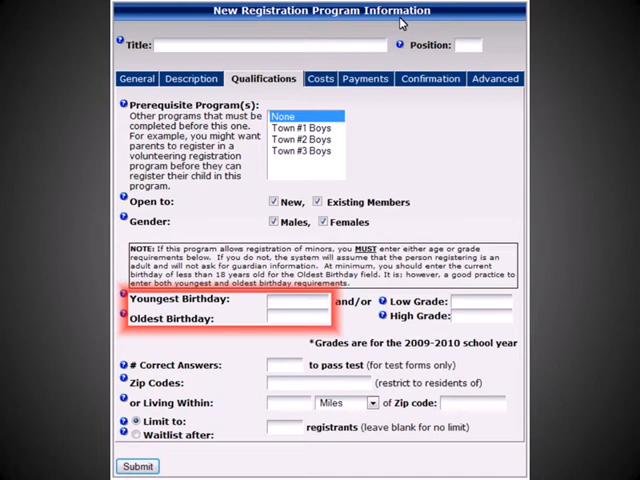 New Registration Program Information
Title: Position:
General Description Qualifications Costs Payments Confirmation Advanced
Prerequisite Program(s):
Other programs that must be
completed before this one.
For example, you might want
parents to register in a
volunteering registration
program before they can
register their child in this
program.
None
Town #1 Boys
Town #2 Boys
Town #3 Boys
Open to: New, Existing Members
Gender: Males, Females
NOTE: If this program allows registration of minors, you MUST enter either age or grade
requirements below. If you do not, the system will assume that the person registering is an
adult and will not ask for guardian information. At minimum, you should enter the current
birthday of less than 18 years old for the Oldest Birthday field. It is; however, a good practice to
enter both youngest and oldest birthday requirements.
Youngest Birthday: and/or Low Grade:
Oldest Birthday: High Grade:
*Grades are for the 2009-2010 school year
# Correct Answers: to pass test (for test forms only)
Zip Codes: (restrict to residents of)
or Living Within: Miles of Zip code:
Limit to:
Waitlist after: registrants (leave blank for no limit)
Submit